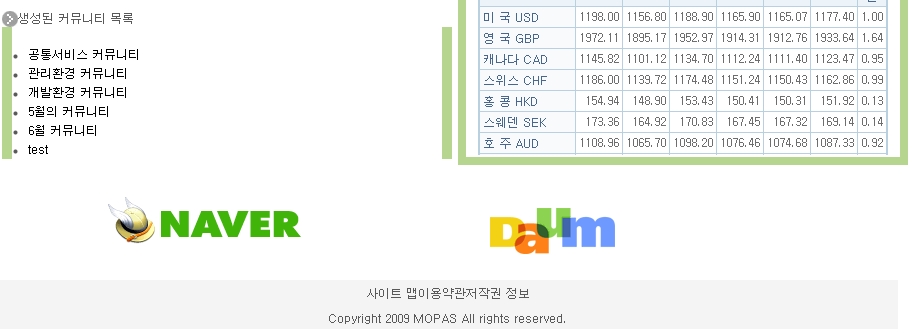 생성된 커뮤니티 목록
공통서비스 커뮤니티
관리환경 커뮤니티
개발환경 커뮤니티
5월의 커뮤니티
6월 커뮤니티
test
미 국 USD 1198.00 1156.80 1188.90 1165.90 1165.07 1177.40 1.00
영 국 GBP 1972.11 1895.17 1952.97 1914.31 1912.76 1933.64 1.64
캐나다 CAD 1145.82 1101.12 1134.70 1112.24 1111.40 1123.47 0.95
스위스 CHF 1186.00 1139.72 1174.48 1151.24 1150.43 1162.86 0.99
홍 콩 HKD 154.94 148.90 153.43 150.41 150.31 151.92 0.13
스웨덴 SEK 173.36 164.92 170.83 167.45 167.32 169.14 0.14
호 주 AUD 1108.96 1065.70 1098.20 1076.46 1074.68 1087.33 0.92
NAVER
Daum
사이트 맵이용약관저작권 정보
Copyright 2009 MOPAS All rights reserved.